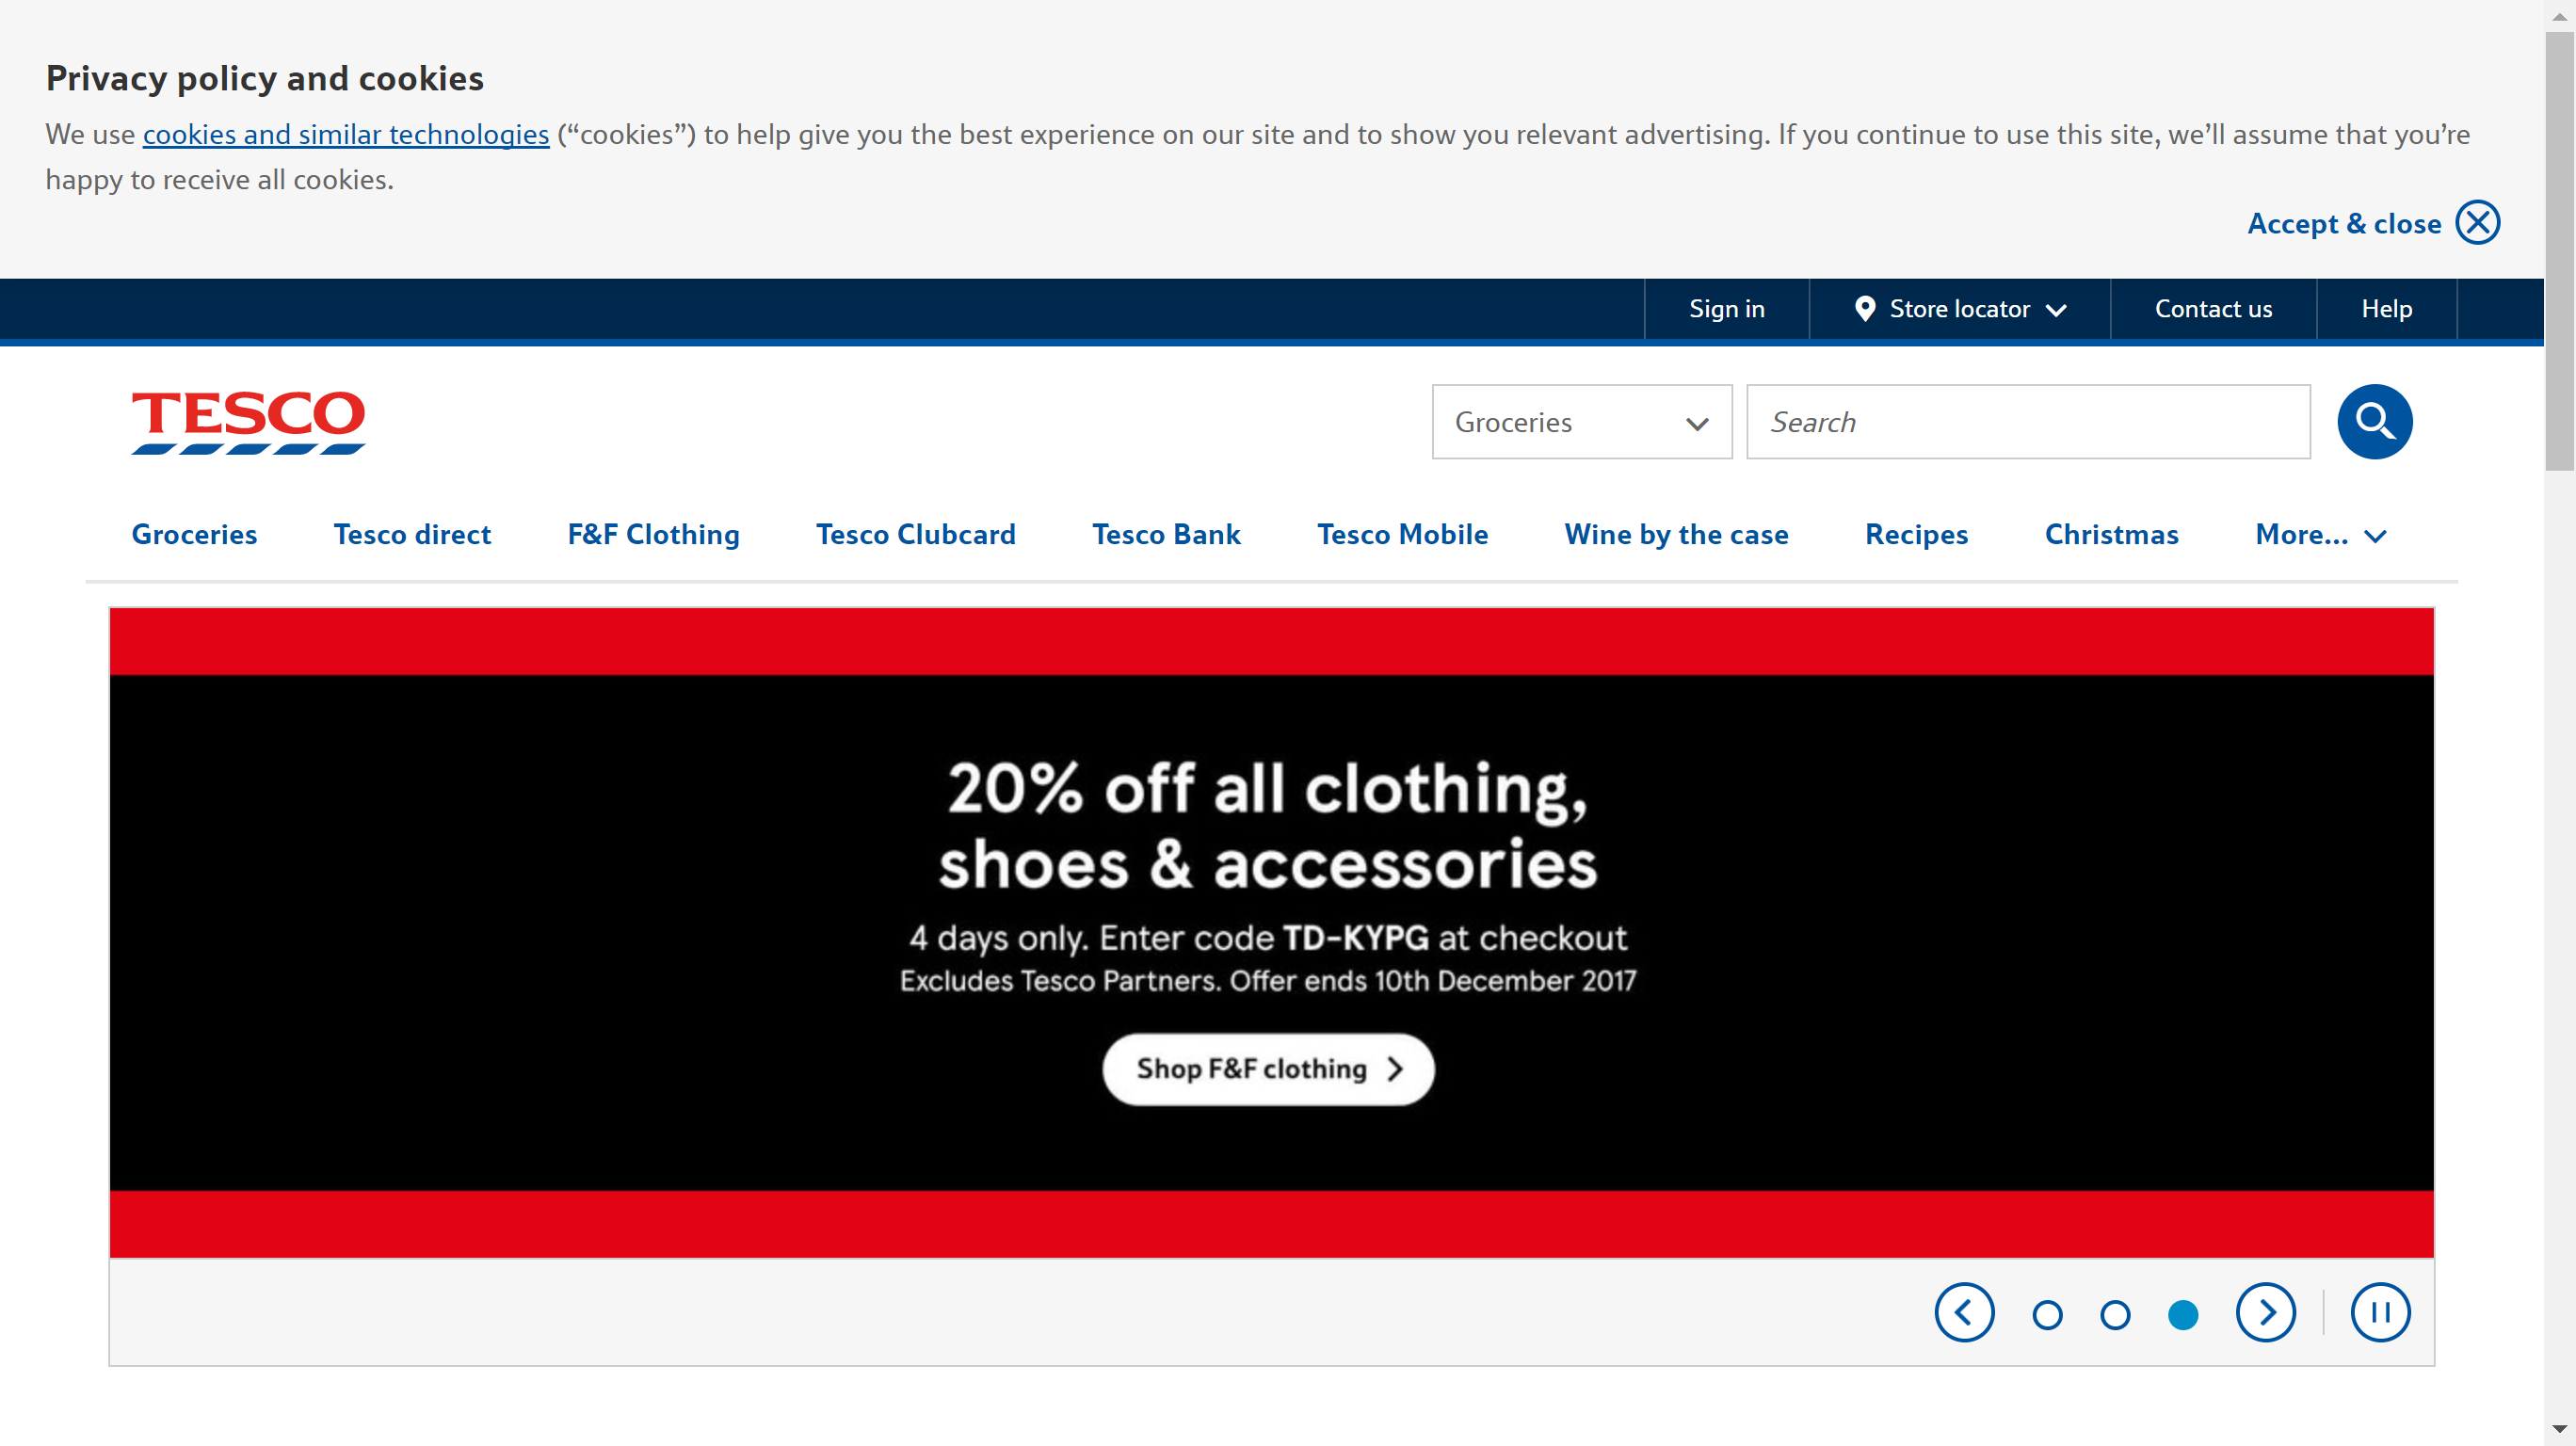 Privacy policy and cookies
We use cookies and similar technologies (“cookies”) to help give you the best experience on our site and to show you relevant advertising. If you continue to use this site, we’ll assume that you’re
happy to receive all cookies.
Accept & close
Sign in
Store locator
Contact us
Help
TESCO
Groceries
Search
Groceries
Tesco direct
F&F Clothing
Tesco Clubcard
Tesco Bank
Tesco Mobile
Wine by the case
Recipes
Christmas
More...
20% off all clothing,
shoes & accessories
4 days only. Enter code TD-KYPG at checkout
Excludes Tesco Partners. Offer ends 10th December 2017
Shop F&F clothing